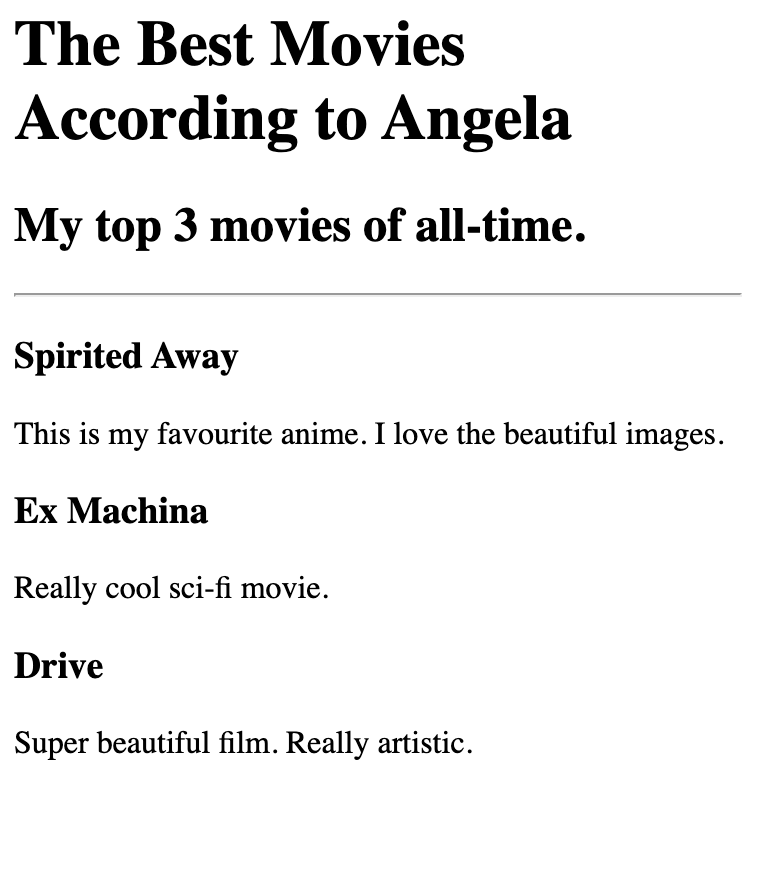 The Best Movies
According to Angela
My top 3 movies of all-time.
Spirited Away
This is my favourite anime. I love the beautiful images.
Ex Machina
Really cool sci-fi movie.
Drive
Super beautiful film. Really artistic.